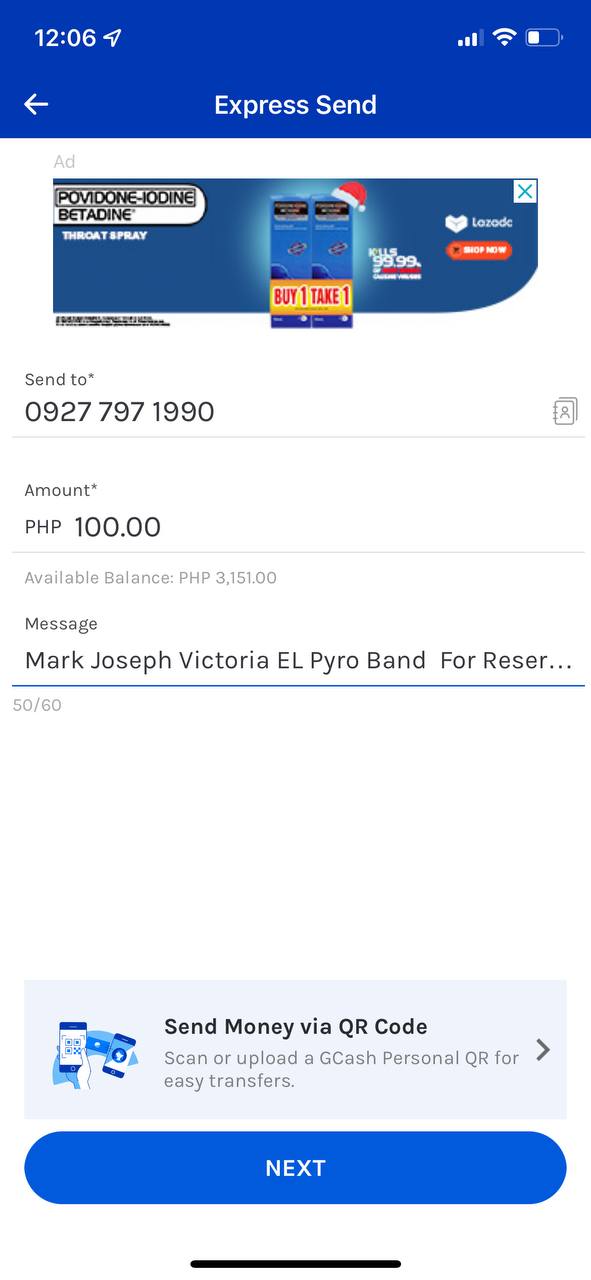 12:06
Express Send
Ad
POVIDONE-IODINE
BETADINE®
THROAT SPRAY
KILLS
99.99%
BUY 1 TAKE 1
Lazada
SHOP NOW
Send to*
0927 797 1990
Amount*
PHP 100.00
Available Balance: PHP 3,151.00
Message
Mark Joseph Victoria EL Pyro Band For Reser...
50/60
Send Money via QR Code
Scan or upload a GCash Personal QR for
easy transfers.
NEXT